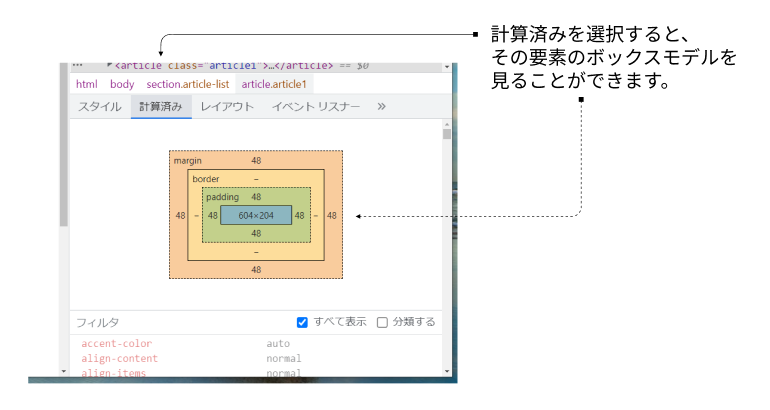 計算済みを選択すると、
その要素のボックスモデルを
見ることができます。
… ▶<article class="article1">…</article> == $0
html body section.article-list article.article1
スタイル 計算済み レイアウト イベント リスナー »
margin 48
border –
padding 48
48 – 48 604×204 48 – 48
48
–
48
フィルタ すべて表示 分類する
accent-color auto
align-content normal
align-items normal